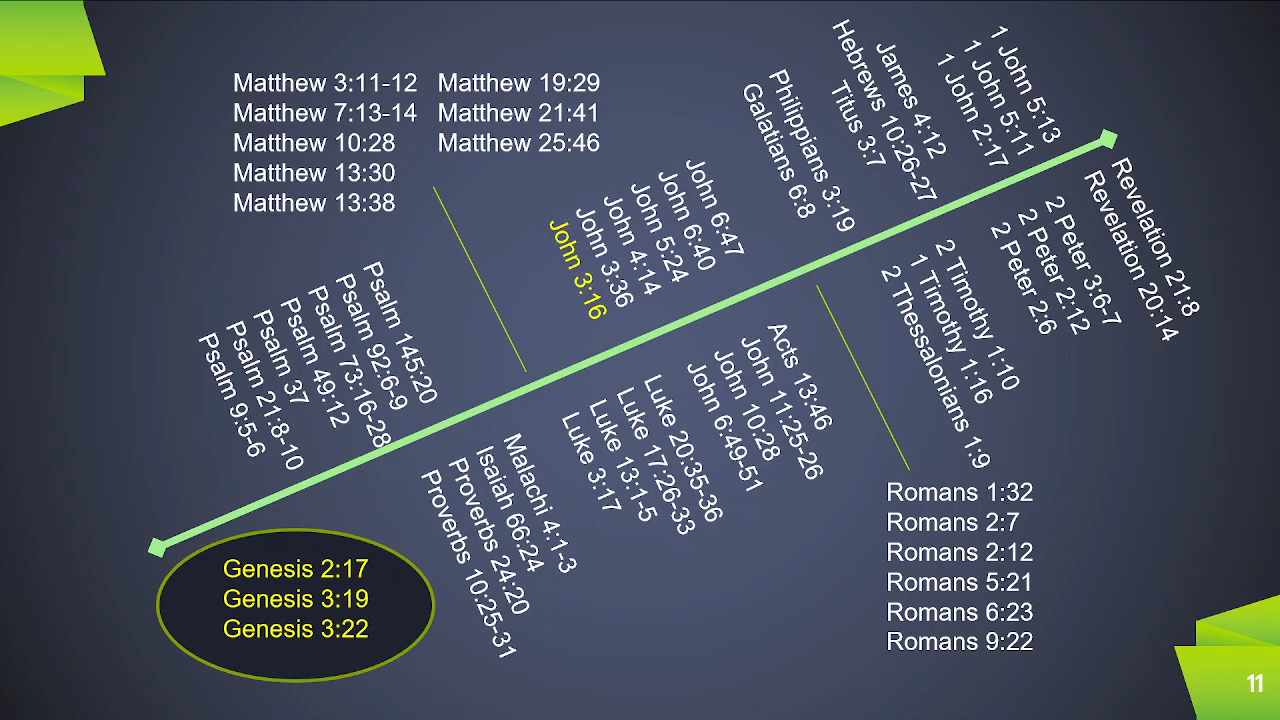 Matthew 3:11-12
Matthew 7:13-14
Matthew 10:28
Matthew 13:30
Matthew 13:38
Matthew 19:29
Matthew 21:41
Matthew 25:46
Genesis 2:17
Genesis 3:19
Genesis 3:22
Psalm 9:5-6
Psalm 21:8-10
Psalm 37
Psalm 49:12
Psalm 73:16-28
Psalm 92:6-9
Psalm 145:20
Proverbs 10:25-31
Proverbs 24:20
Isaiah 66:24
Malachi 4:1-3
John 3:16
John 3:36
John 4:14
John 5:24
John 6:40
John 6:47
Luke 3:17
Luke 13:1-5
Luke 17:26-33
Luke 20:35-36
John 6:49-51
John 10:28
John 11:25-26
Acts 13:46
Romans 1:32
Romans 2:7
Romans 2:12
Romans 5:21
Romans 6:23
Romans 9:22
Galatians 6:8
Philippians 3:19
Titus 3:7
Hebrews 10:26-27
James 4:12
1 John 2:17
1 John 5:11
1 John 5:13
2 Thessalonians 1:9
1 Timothy 1:16
2 Timothy 1:10
2 Peter 2:6
2 Peter 2:12
2 Peter 3:6-7
Revelation 20:14
Revelation 21:8
11